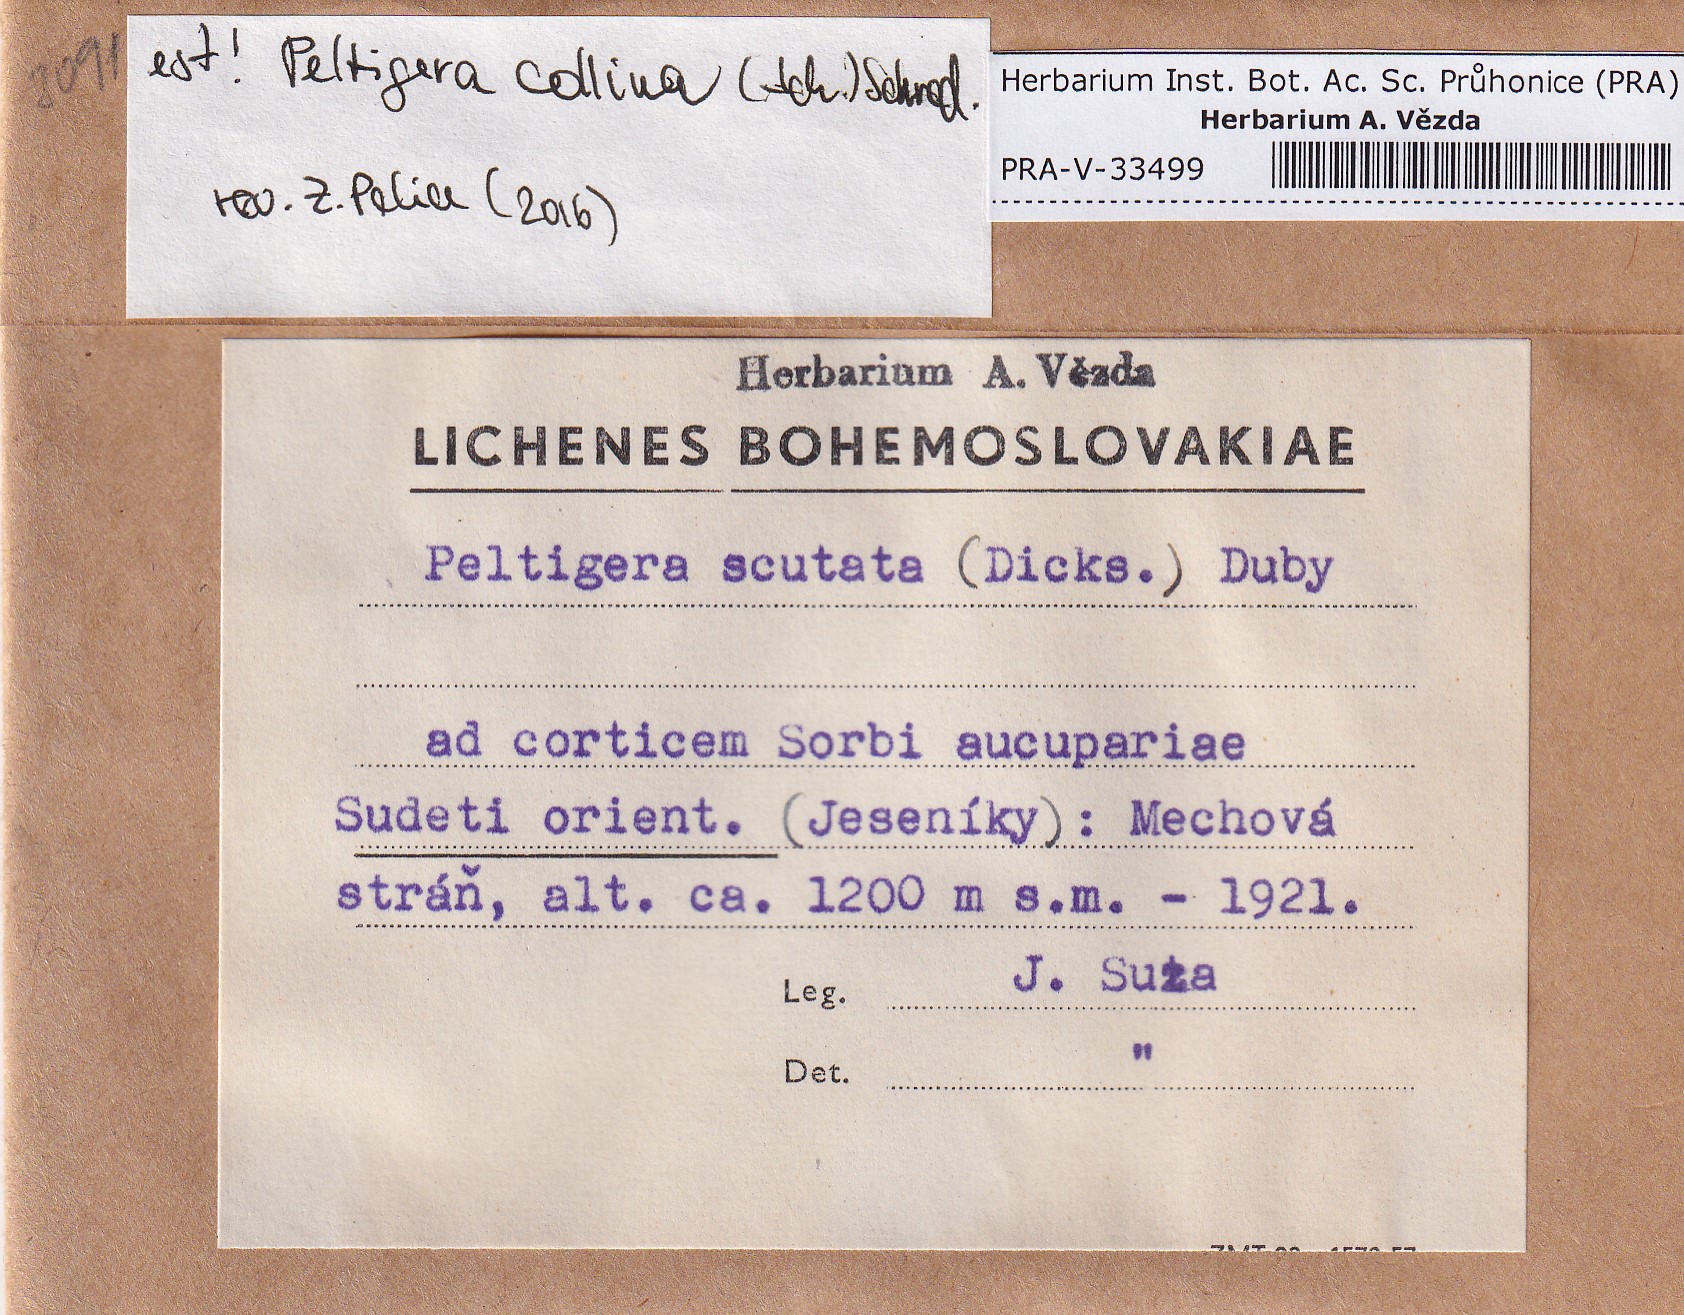 3091
est! Peltigera collina (Ach.) Schrad.
rev. Z. Palice (2016)
Herbarium Inst. Bot. Ac. Sc. Průhonice (PRA)
Herbarium A. Vězda
PRA-V-33499
Herbarium A. Vězda
LICHENES BOHEMOSLOVAKIAE
Peltigera scutata (Dicks.) Duby
ad corticem Sorbi aucupariae
Sudeti orient. (Jeseníky): Mechová
stráň, alt. ca. 1200 m s.m. - 1921.
Leg. J. Suza
Det. "